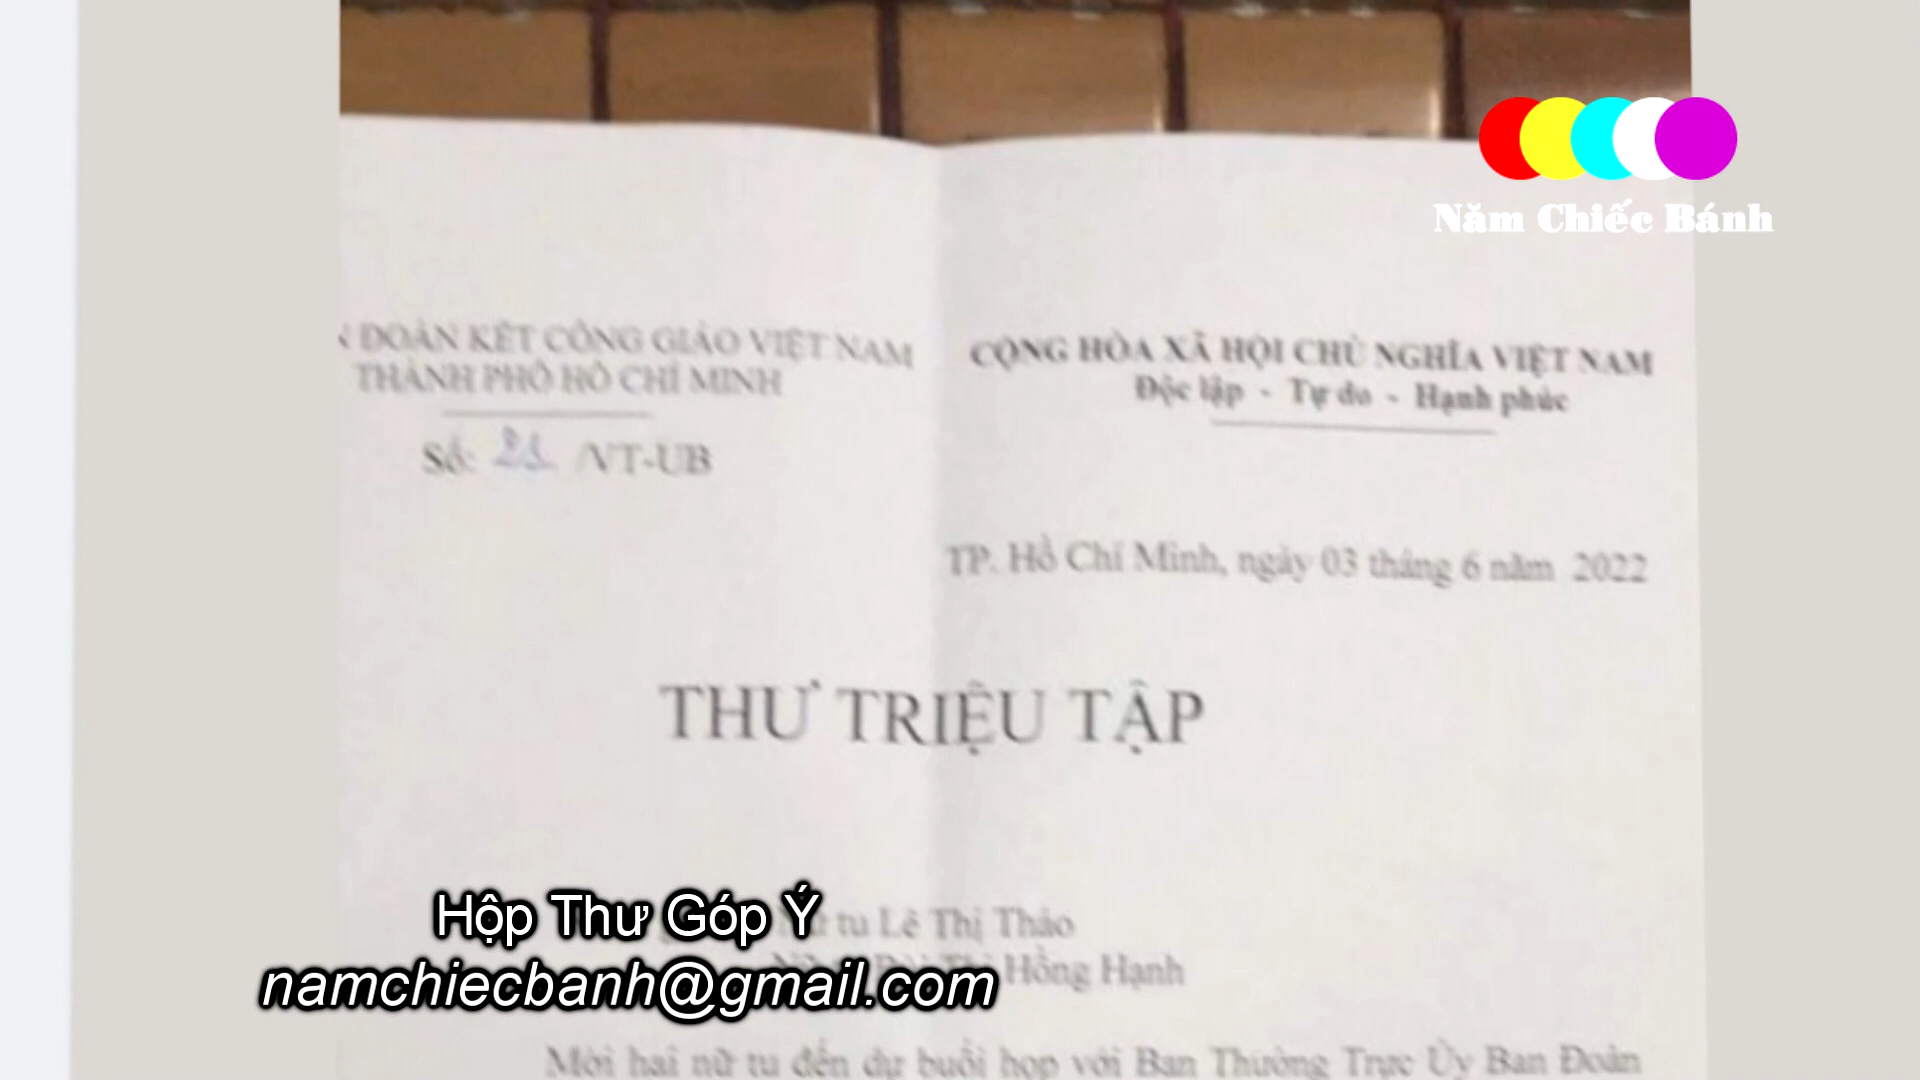 Năm Chiếc Bánh
ĐOÀN KẾT CÔNG GIÁO VIỆT NAM
THÀNH PHỐ HỒ CHÍ MINH
Số: /VT-UB
CỘNG HÒA XÃ HỘI CHỦ NGHĨA VIỆT NAM
Độc lập - Tự do - Hạnh phúc
TP. Hồ Chí Minh, ngày 03 tháng 6 năm 2022
THƯ TRIỆU TẬP
tu Lê Thị Thảo
Thị Hồng Hạnh
Mời hai nữ tu đến dự buổi họp với Ban Thường Trực Ủy Ban Đoàn
Hộp Thư Góp Ý
namchiecbanh@gmail.com